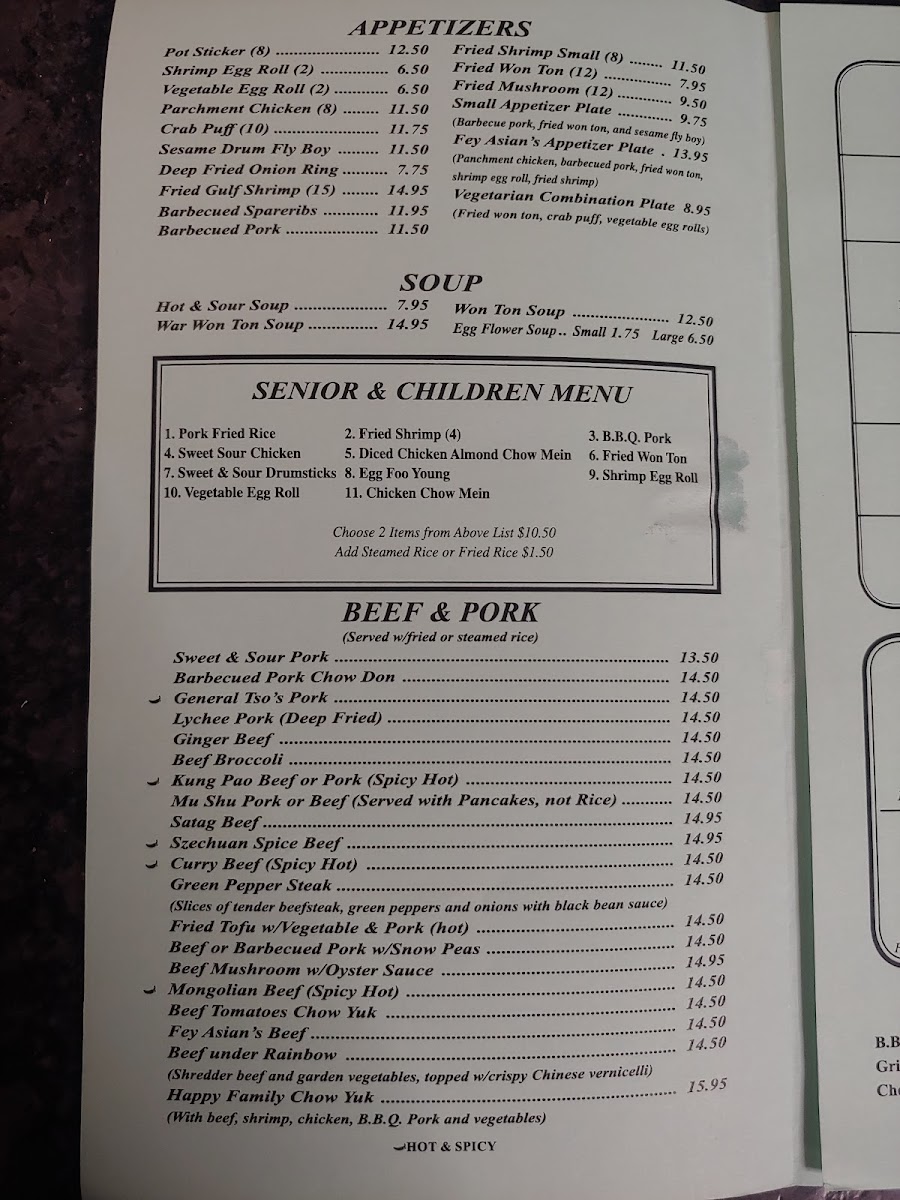 APPETIZERS
Pot Sticker (8) ..................... 12.50
Shrimp Egg Roll (2) .............. 6.50
Vegetable Egg Roll (2) ........... 6.50
Parchment Chicken (8) ....... 11.50
Crab Puff (10) ..................... 11.75
Sesame Drum Fly Boy ......... 11.50
Deep Fried Onion Ring ......... 7.75
Fried Gulf Shrimp (15) ....... 14.95
Barbecued Spareribs ............ 11.95
Barbecued Pork ................... 11.50
Fried Shrimp Small (8) ........ 11.50
Fried Won Ton (12) .............. 7.95
Fried Mushroom (12) ............ 9.50
Small Appetizer Plate ............ 9.75
(Barbecue pork, fried won ton, and sesame fly boy)
Fey Asian's Appetizer Plate . 13.95
(Panchment chicken, barbecued pork, fried won ton,
shrimp egg roll, fried shrimp)
Vegetarian Combination Plate 8.95
(Fried won ton, crab puff, vegetable egg rolls)
SOUP
Hot & Sour Soup ................... 7.95
War Won Ton Soup .............. 14.95
Won Ton Soup .................... 12.50
Egg Flower Soup.. Small 1.75 Large 6.50
SENIOR & CHILDREN MENU
1. Pork Fried Rice 2. Fried Shrimp (4) 3. B.B.Q. Pork
4. Sweet Sour Chicken 5. Diced Chicken Almond Chow Mein 6. Fried Won Ton
7. Sweet & Sour Drumsticks 8. Egg Foo Young 9. Shrimp Egg Roll
10. Vegetable Egg Roll 11. Chicken Chow Mein
Choose 2 Items from Above List $10.50
Add Steamed Rice or Fried Rice $1.50
BEEF & PORK
(Served w/fried or steamed rice)
Sweet & Sour Pork ........................................ 13.50
Barbecued Pork Chow Don ........................................ 14.50
General Tso's Pork ........................................ 14.50
Lychee Pork (Deep Fried) ........................................ 14.50
Ginger Beef ........................................ 14.50
Beef Broccoli ........................................ 14.50
Kung Pao Beef or Pork (Spicy Hot) ........................................ 14.50
Mu Shu Pork or Beef (Served with Pancakes, not Rice) .......... 14.50
Satag Beef ........................................ 14.95
Szechuan Spice Beef ........................................ 14.95
Curry Beef (Spicy Hot) ........................................ 14.50
Green Pepper Steak ........................................ 14.50
(Slices of tender beefsteak, green peppers and onions with black bean sauce)
Fried Tofu w/Vegetable & Pork (hot) ........................................ 14.50
Beef or Barbecued Pork w/Snow Peas ........................................ 14.50
Beef Mushroom w/Oyster Sauce ........................................ 14.95
Mongolian Beef (Spicy Hot) ........................................ 14.50
Beef Tomatoes Chow Yuk ........................................ 14.50
Fey Asian's Beef ........................................ 14.50
Beef under Rainbow ........................................ 14.50
(Shredder beef and garden vegetables, topped w/crispy Chinese vernicelli)
Happy Family Chow Yuk ........................................ 15.95
(With beef, shrimp, chicken, B.B.Q. Pork and vegetables)
HOT & SPICY
B.B
Gri
Che